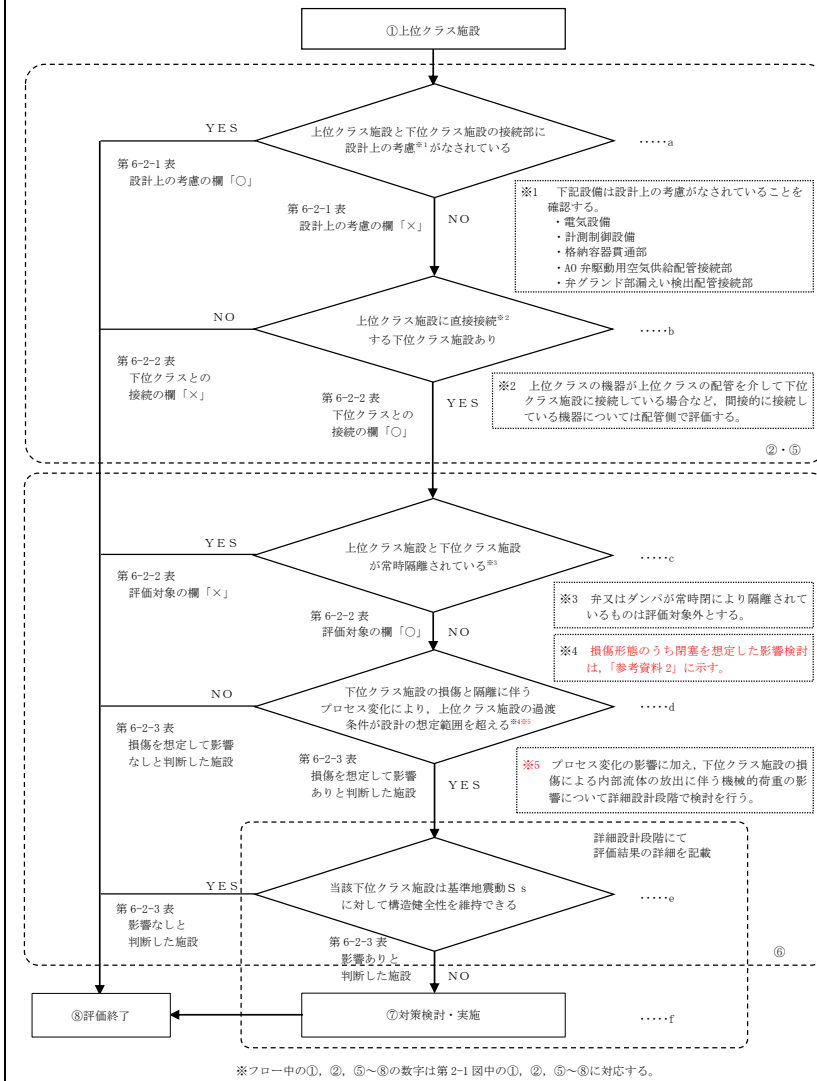 ①上位クラス施設
YES
上位クラス施設と下位クラス施設の接続部に
設計上の考慮※1がなされている
‥‥‥a
第 6-2-1 表
設計上の考慮の欄「○」
第 6-2-1 表
設計上の考慮の欄「×」
NO
※1 下記設備は設計上の考慮がなされていることを
確認する。
・電気設備
・計測制御設備
・格納容器貫通部
・AO 弁駆動用空気供給配管接続部
・弁グランド部漏えい検出配管接続部
NO
上位クラス施設に直接接続※2
する下位クラス施設あり
‥‥‥b
第 6-2-2 表
下位クラスとの
接続の欄「×」
第 6-2-2 表
下位クラスとの
接続の欄「○」
YES
※2 上位クラスの機器が上位クラスの配管を介して下位
クラス施設に接続している場合など，間接的に接続し
ている機器については配管側で評価する。
②・⑤
YES
上位クラス施設と下位クラス施設
が常時隔離されている※3
‥‥‥c
第 6-2-2 表
評価対象の欄「×」
第 6-2-2 表
評価対象の欄「○」
NO
※3 弁又はダンパが常時閉により隔離されて
いるものは評価対象外とする。
※4 損傷形態のうち閉塞を想定した影響検討
は，「参考資料 2」に示す。
NO
下位クラス施設の損傷と隔離に伴う
プロセス変化により，上位クラス施設の過渡
条件が設計の想定範囲を超える※4※5
‥‥‥d
第 6-2-3 表
損傷を想定して影響
なしと判断した施設
第 6-2-3 表
損傷を想定して影響
ありと判断した施設
YES
※5 プロセス変化の影響に加え，下位クラス施設の損
傷による内部流体の放出に伴う機械的荷重の影
響について詳細設計段階で検討を行う。
詳細設計段階にて
評価結果の詳細を記載
YES
当該下位クラス施設は基準地震動Ｓｓ
に対して構造健全性を維持できる
‥‥‥e
第 6-2-3 表
影響なしと
判断した施設
第 6-2-3 表
影響ありと
判断した施設
NO
⑥
⑧評価終了
⑦対策検討・実施
‥‥‥f
※フロー中の①，②，⑤～⑧の数字は第 2-1 図中の①，②，⑤～⑧に対応する。